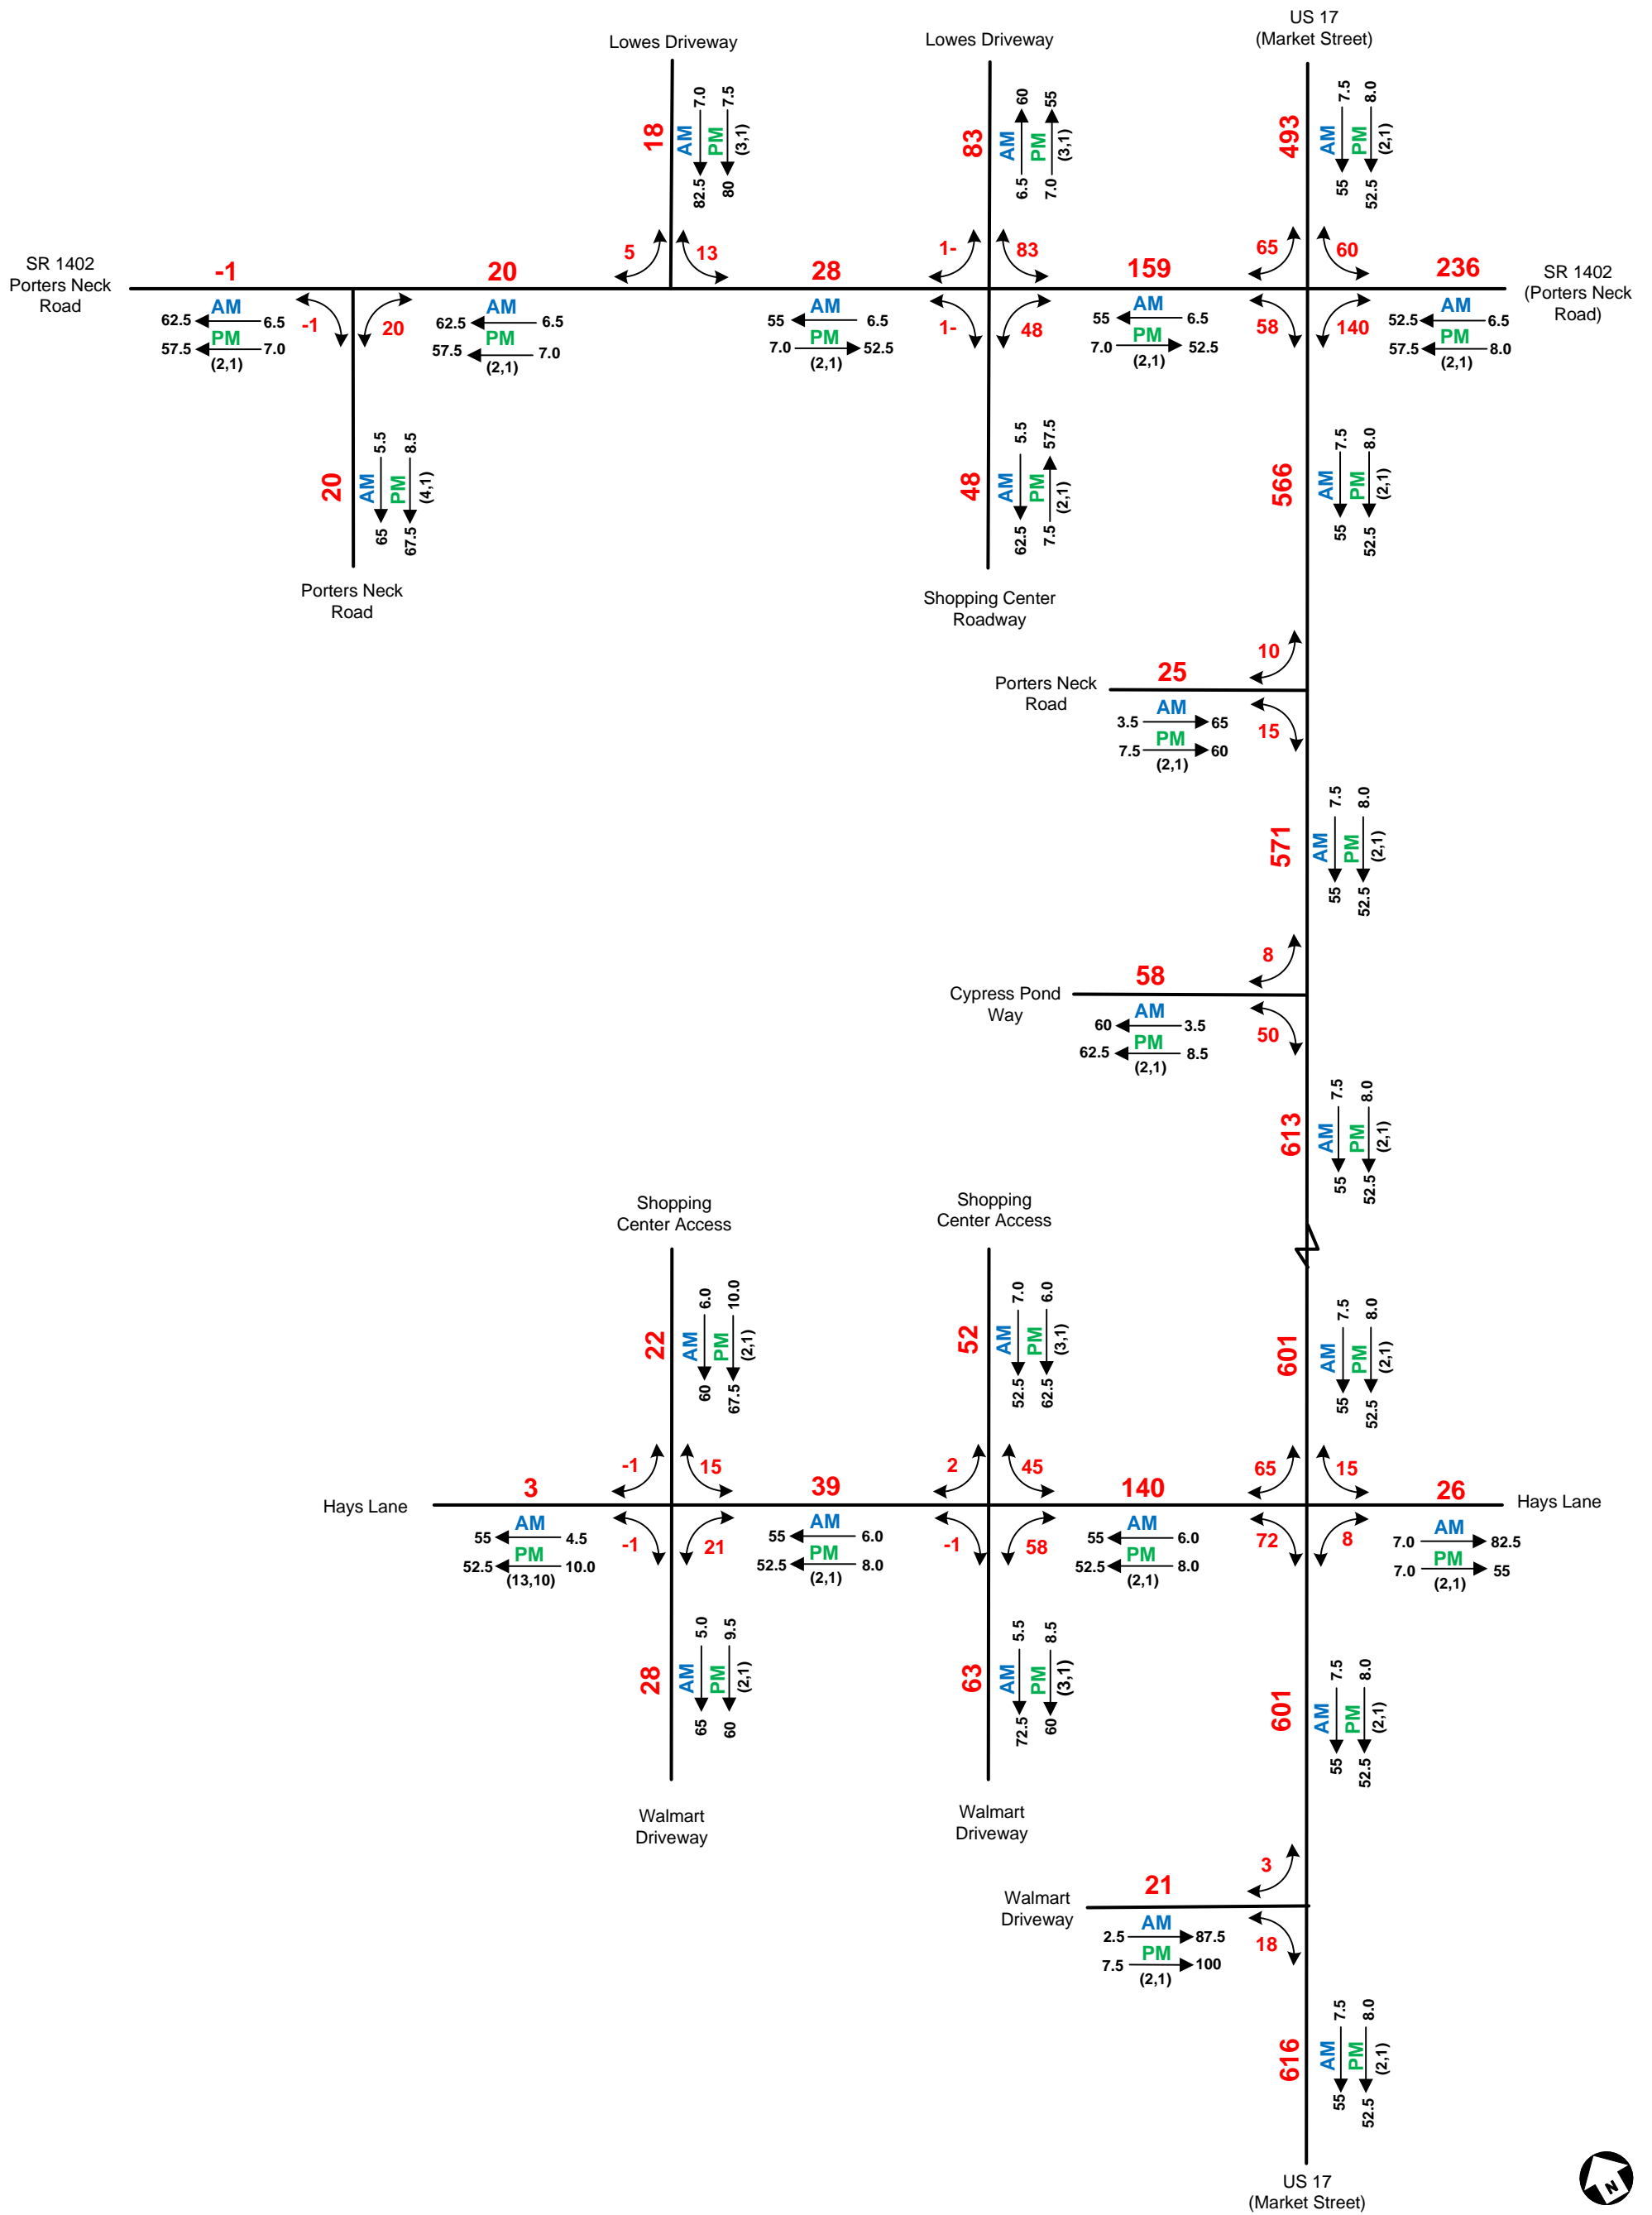 US 17
(Market Street)
Lowes Driveway
Lowes Driveway
18
AM
7.0
82.5
PM
7.5
80
(3,1)
83
AM
60
6.5
PM
55
7.0
(3,1)
493
AM
7.5
55
PM
8.0
52.5
(2,1)
SR 1402
Porters Neck
Road
-1
20
5
13
28
1-
83
159
65
60
236
SR 1402
(Porters Neck
Road)
AM
62.5 6.5
PM
57.5 7.0
(2,1)
-1
20
AM
62.5 6.5
PM
57.5 7.0
(2,1)
AM
55 6.5
PM
7.0 52.5
(2,1)
1-
48
AM
55 6.5
PM
7.0 52.5
(2,1)
58
140
AM
52.5 6.5
PM
57.5 8.0
(2,1)
20
AM
5.5
65
PM
8.5
67.5
(4,1)
48
AM
5.5
62.5
PM
57.5
7.5
(2,1)
566
AM
7.5
55
PM
8.0
52.5
(2,1)
Porters Neck
Road
Shopping Center
Roadway
10
Porters Neck
Road
25
AM
3.5 65
PM
7.5 60
(2,1)
15
571
AM
7.5
55
PM
8.0
52.5
(2,1)
8
Cypress Pond
Way
58
AM
60 3.5
PM
62.5 8.5
(2,1)
50
613
AM
7.5
55
PM
8.0
52.5
(2,1)
Shopping
Center Access
Shopping
Center Access
22
AM
6.0
60
PM
10.0
67.5
(2,1)
52
AM
7.0
52.5
PM
6.0
62.5
(3,1)
601
AM
7.5
55
PM
8.0
52.5
(2,1)
Hays Lane
3
-1
15
39
2
45
140
65
15
26
Hays Lane
AM
55 4.5
PM
52.5 10.0
(13,10)
-1
21
AM
55 6.0
PM
52.5 8.0
(2,1)
-1
58
AM
55 6.0
PM
52.5 8.0
(2,1)
72
8
AM
7.0 82.5
PM
7.0 55
(2,1)
28
AM
5.0
65
PM
9.5
60
(2,1)
63
AM
5.5
72.5
PM
8.5
60
(3,1)
601
AM
7.5
55
PM
8.0
52.5
(2,1)
Walmart
Driveway
Walmart
Driveway
3
Walmart
Driveway
21
AM
2.5 87.5
PM
7.5 100
(2,1)
18
616
AM
7.5
55
PM
8.0
52.5
(2,1)
US 17
(Market Street)
N